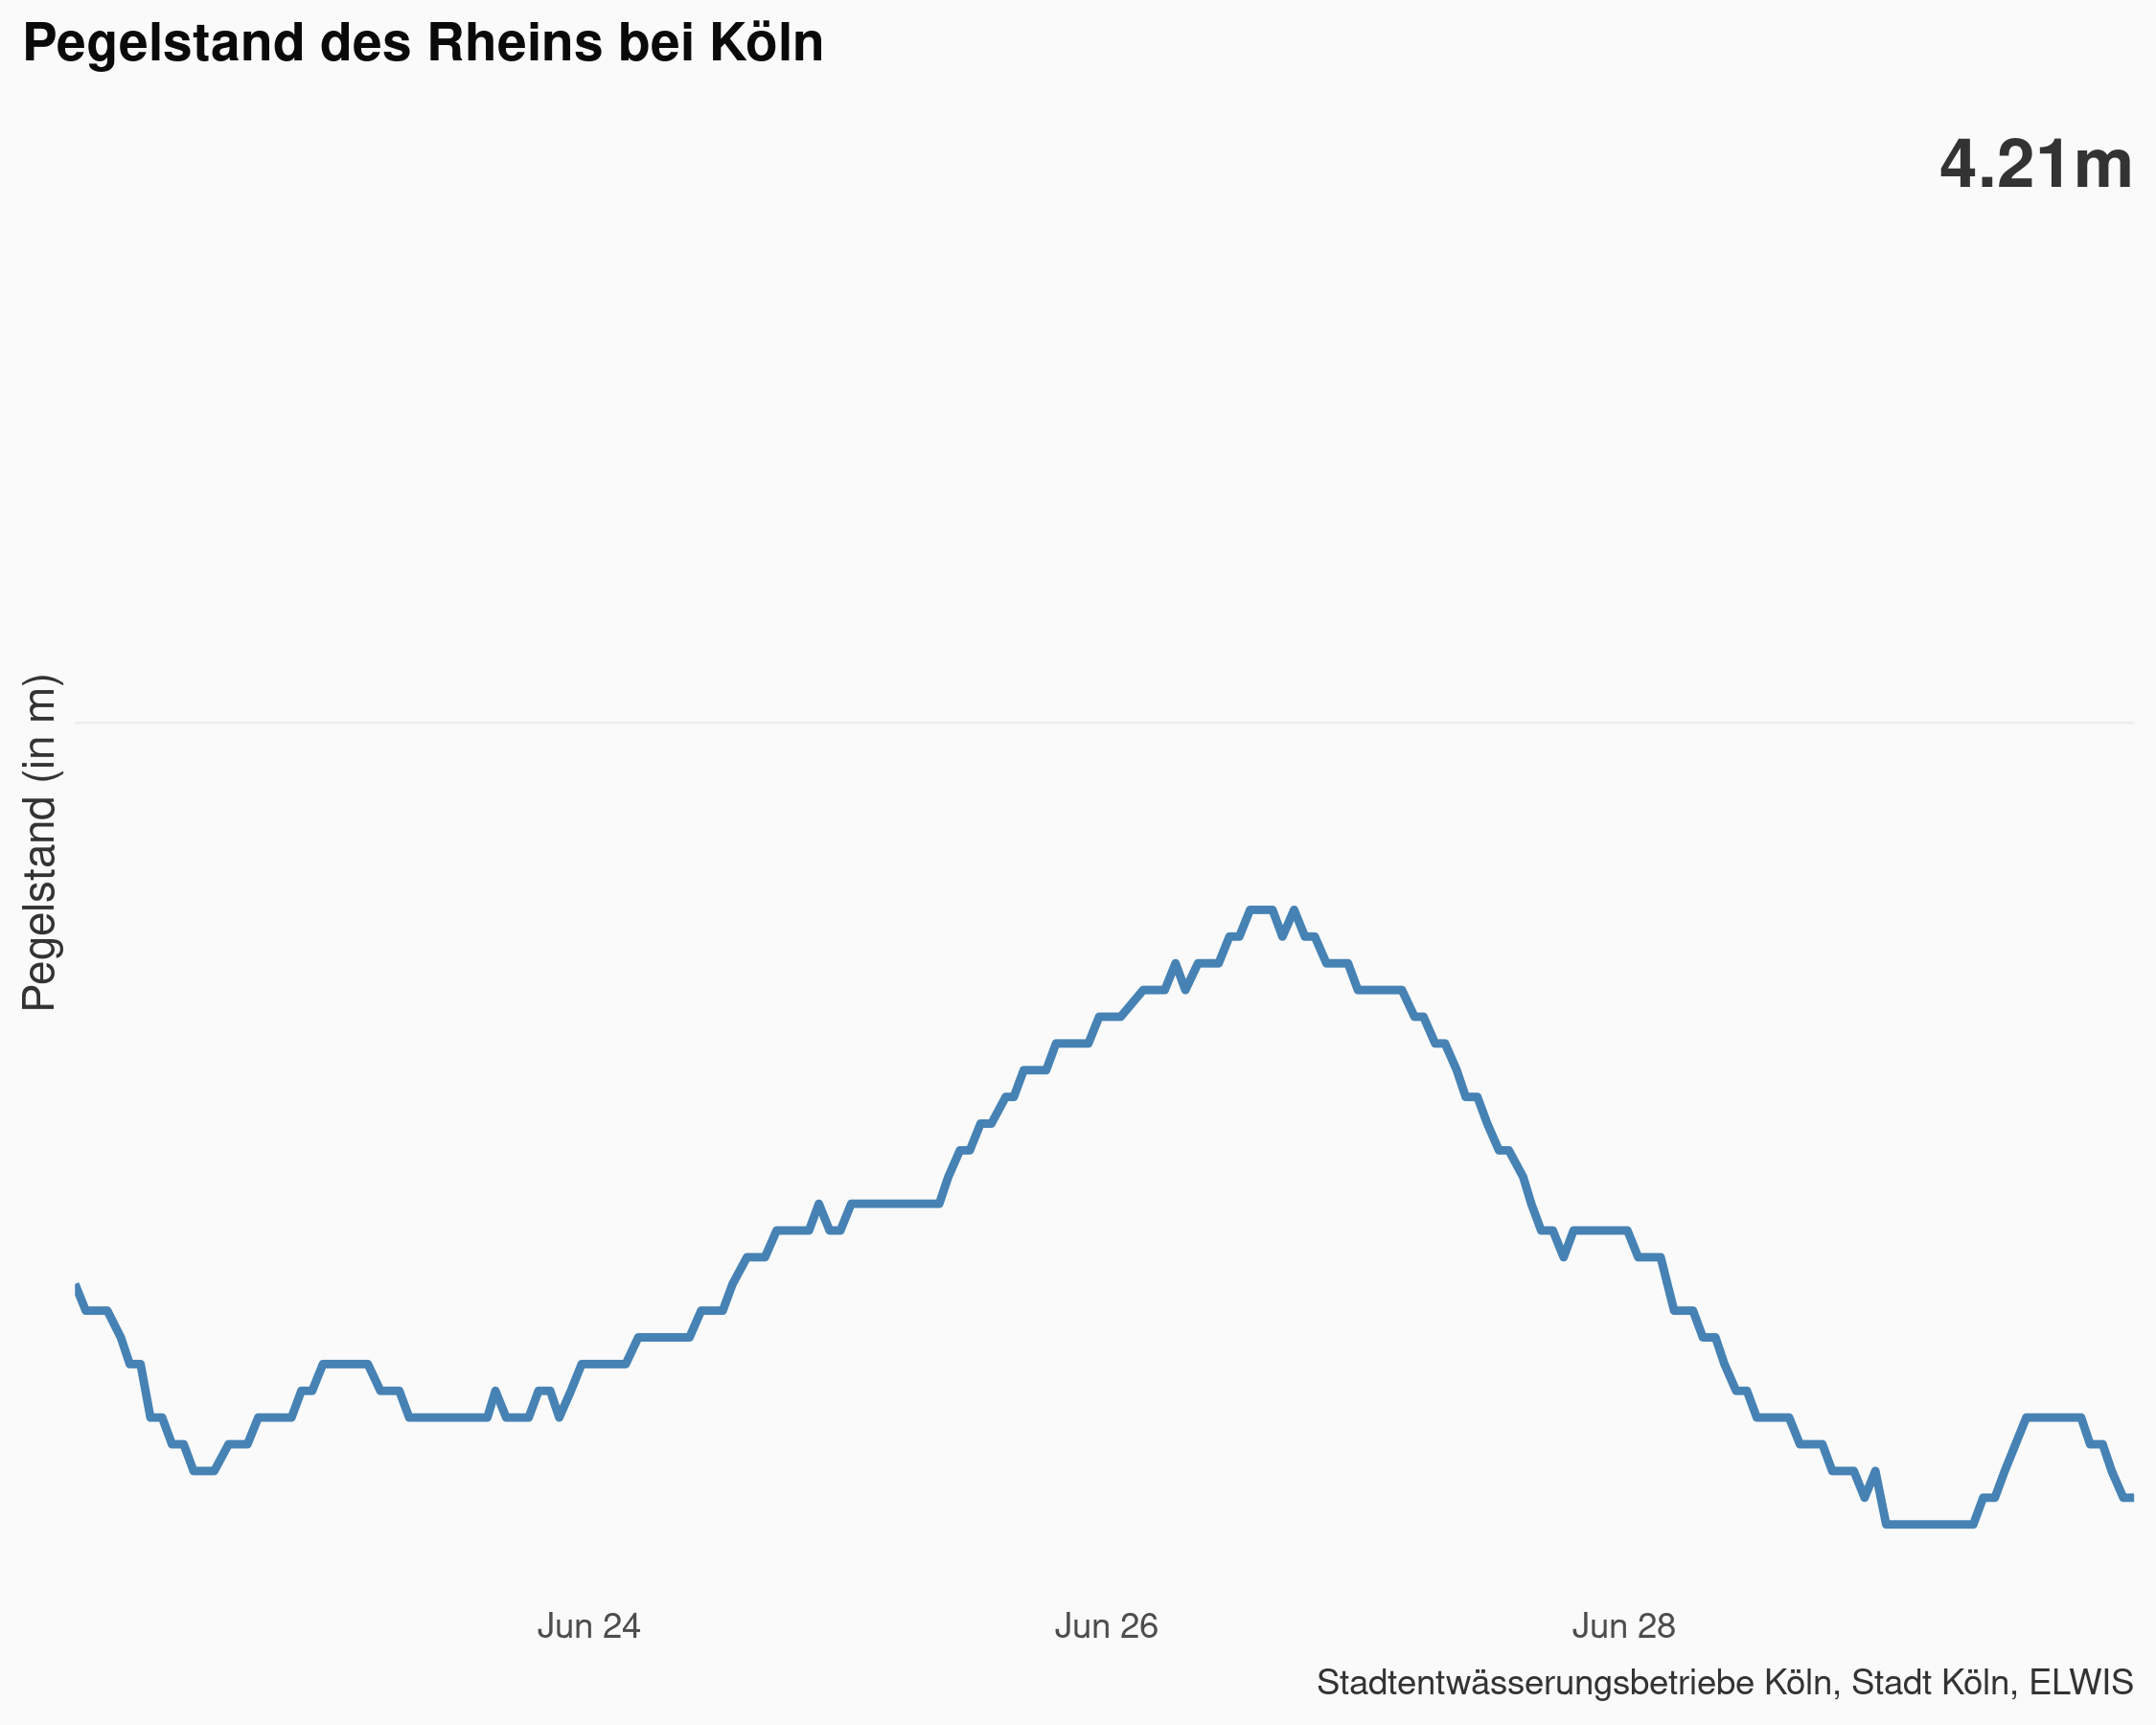 Pegelstand des Rheins bei Köln
4.21m
Pegelstand (in m)
Jun 24
Jun 26
Jun 28
Stadtentwässerungsbetriebe Köln, Stadt Köln, ELWIS